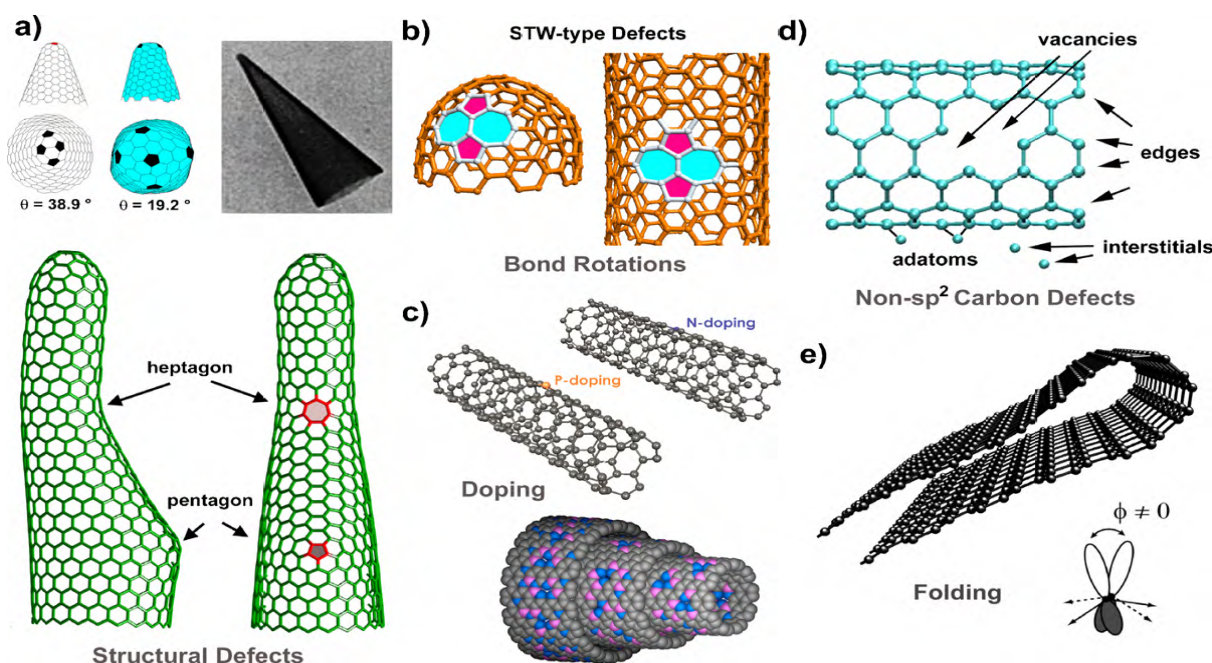 a)
θ = 38.9 °
θ = 19.2 °
heptagon
pentagon
Structural Defects
b)
STW-type Defects
Bond Rotations
c)
N-doping
P-doping
Doping
d)
vacancies
edges
interstitials
adatoms
Non-sp² Carbon Defects
e)
ϕ ≠ 0
Folding